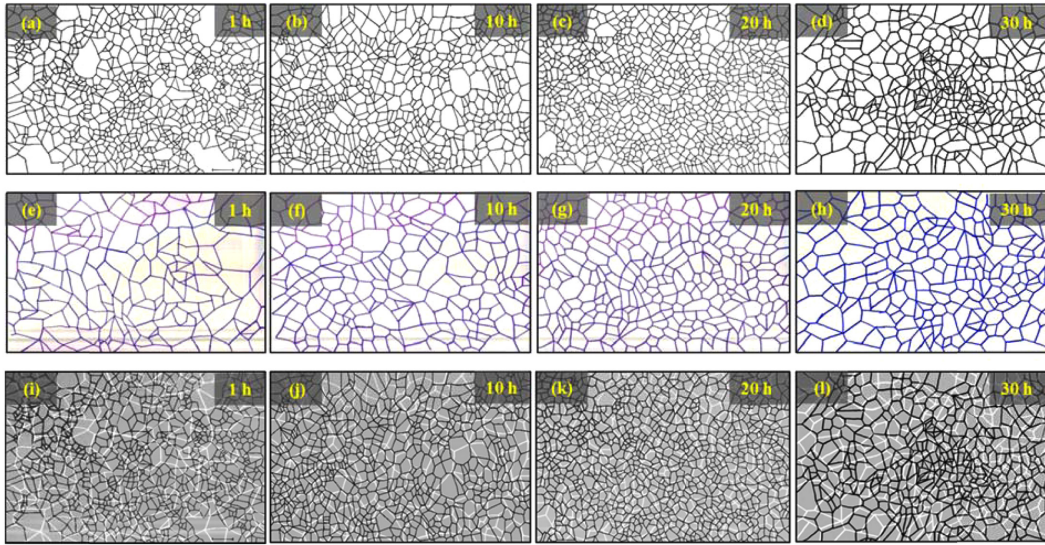 (a) 1 h (b) 10 h (c) 20 h (d) 30 h
(e) 1 h (f) 10 h (g) 20 h (h) 30 h
(i) 1 h (j) 10 h (k) 20 h (l) 30 h